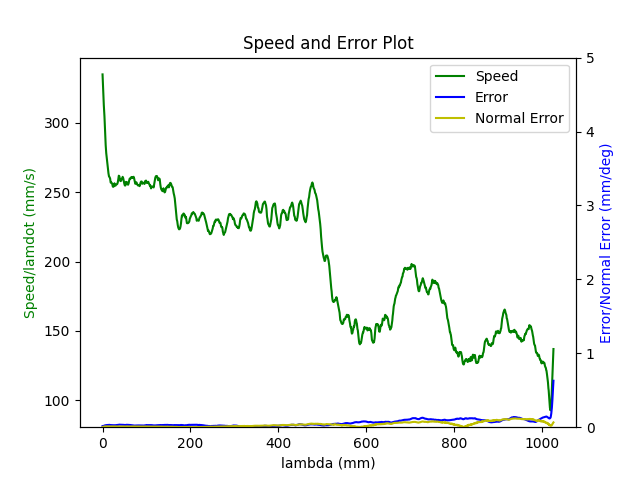 Speed and Error Plot
Speed
Error
Normal Error
Speed/lamdot (mm/s)
300
250
200
150
100
5
4
3
2
1
0
Error/Normal Error (mm/deg)
0
200
400
600
800
1000
lambda (mm)